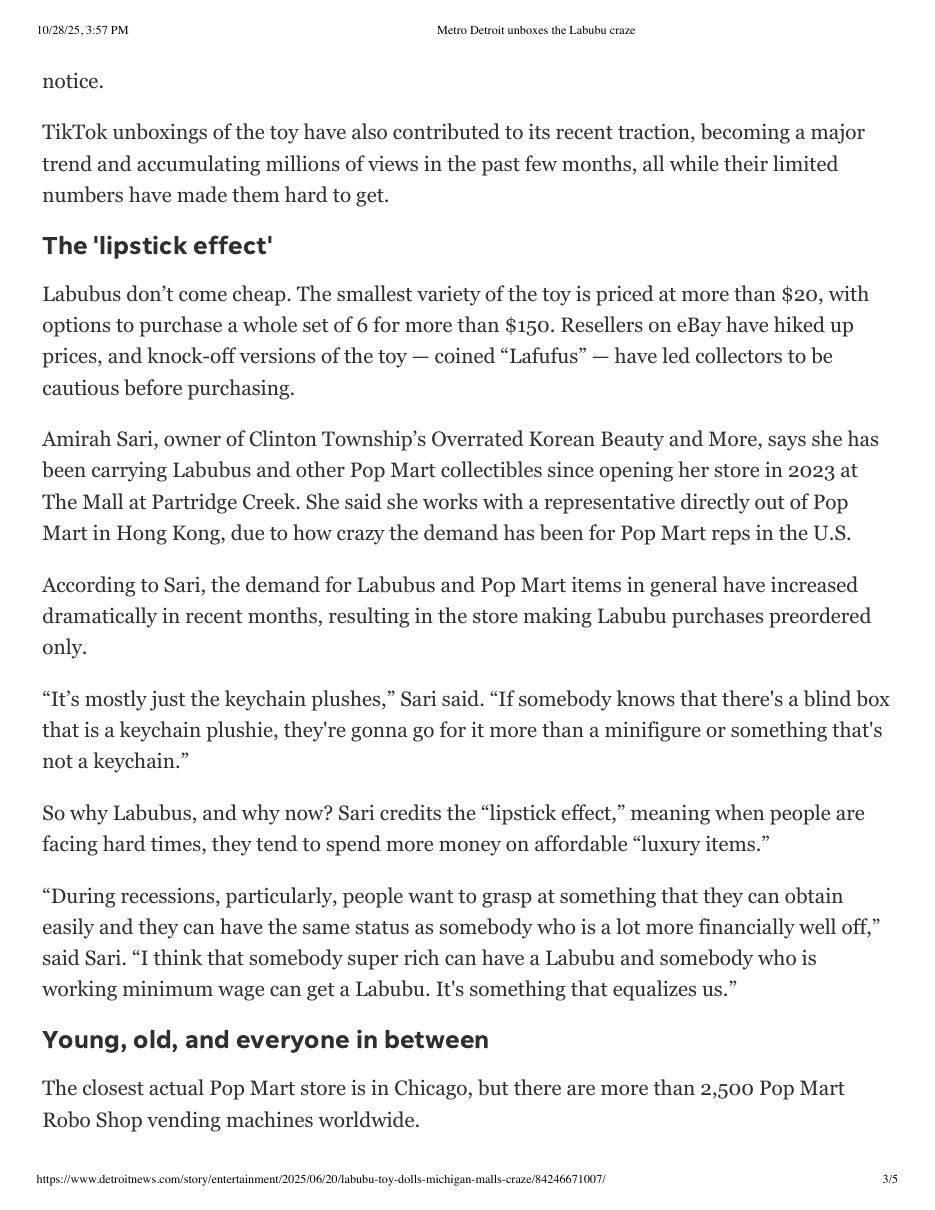 10/28/25, 3:57 PM Metro Detroit unboxes the Labubu craze
notice.
TikTok unboxings of the toy have also contributed to its recent traction, becoming a major
trend and accumulating millions of views in the past few months, all while their limited
numbers have made them hard to get.
The 'lipstick effect'
Labubus don’t come cheap. The smallest variety of the toy is priced at more than $20, with
options to purchase a whole set of 6 for more than $150. Resellers on eBay have hiked up
prices, and knock-off versions of the toy — coined “Lafufus” — have led collectors to be
cautious before purchasing.
Amirah Sari, owner of Clinton Township’s Overrated Korean Beauty and More, says she has
been carrying Labubus and other Pop Mart collectibles since opening her store in 2023 at
The Mall at Partridge Creek. She said she works with a representative directly out of Pop
Mart in Hong Kong, due to how crazy the demand has been for Pop Mart reps in the U.S.
According to Sari, the demand for Labubus and Pop Mart items in general have increased
dramatically in recent months, resulting in the store making Labubu purchases preordered
only.
“It’s mostly just the keychain plushes,” Sari said. “If somebody knows that there's a blind box
that is a keychain plushie, they're gonna go for it more than a minifigure or something that's
not a keychain.”
So why Labubus, and why now? Sari credits the “lipstick effect,” meaning when people are
facing hard times, they tend to spend more money on affordable “luxury items.”
“During recessions, particularly, people want to grasp at something that they can obtain
easily and they can have the same status as somebody who is a lot more financially well off,”
said Sari. “I think that somebody super rich can have a Labubu and somebody who is
working minimum wage can get a Labubu. It's something that equalizes us.”
Young, old, and everyone in between
The closest actual Pop Mart store is in Chicago, but there are more than 2,500 Pop Mart
Robo Shop vending machines worldwide.
https://www.detroitnews.com/story/entertainment/2025/06/20/labubu-toy-dolls-michigan-malls-craze/84246671007/ 3/5